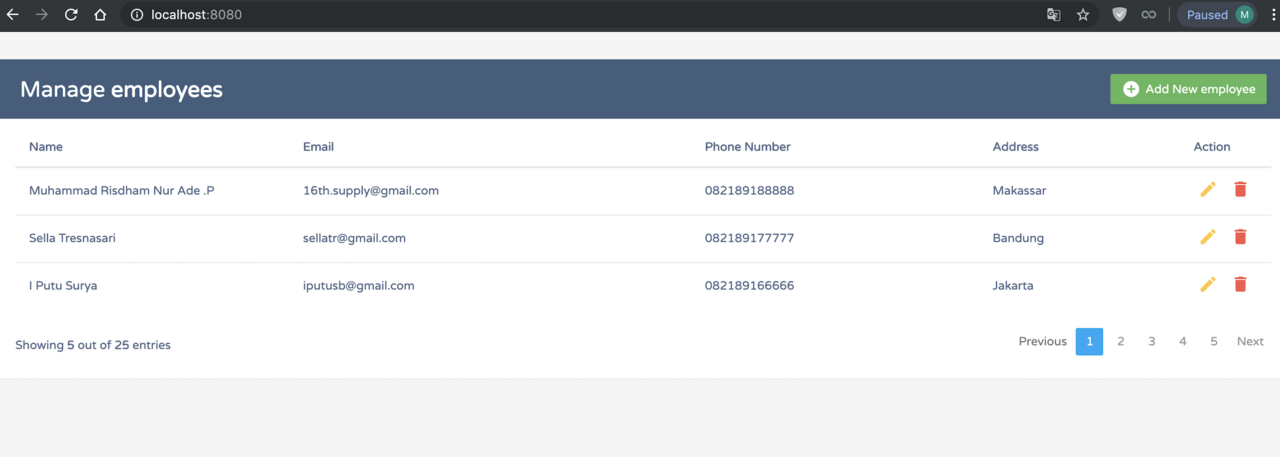 localhost:8080 Paused M
Manage employees Add New employee
Name Email Phone Number Address Action
Muhammad Risdham Nur Ade .P 16th.supply@gmail.com 082189188888 Makassar
Sella Tresnasari sellatr@gmail.com 082189177777 Bandung
I Putu Surya iputusb@gmail.com 082189166666 Jakarta
Showing 5 out of 25 entries Previous 1 2 3 4 5 Next